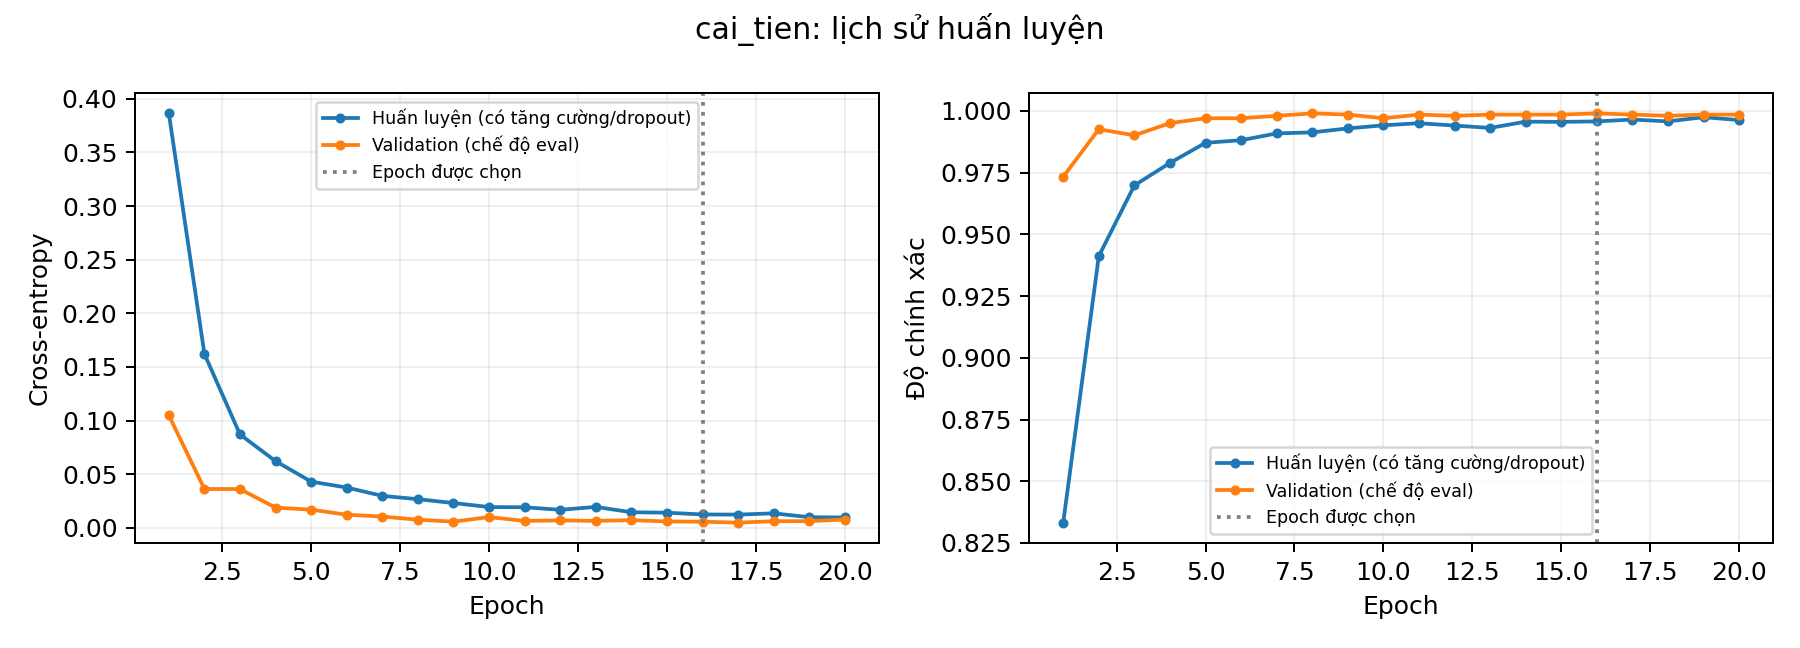 cai_tien: lịch sử huấn luyện
0.40
0.35
0.30
0.25
0.20
0.15
0.10
0.05
0.00
Cross-entropy
Huấn luyện (có tăng cường/dropout)
Validation (chế độ eval)
Epoch được chọn
2.5 5.0 7.5 10.0 12.5 15.0 17.5 20.0
Epoch
1.000
0.975
0.950
0.925
0.900
0.875
0.850
0.825
Độ chính xác
Huấn luyện (có tăng cường/dropout)
Validation (chế độ eval)
Epoch được chọn
2.5 5.0 7.5 10.0 12.5 15.0 17.5 20.0
Epoch